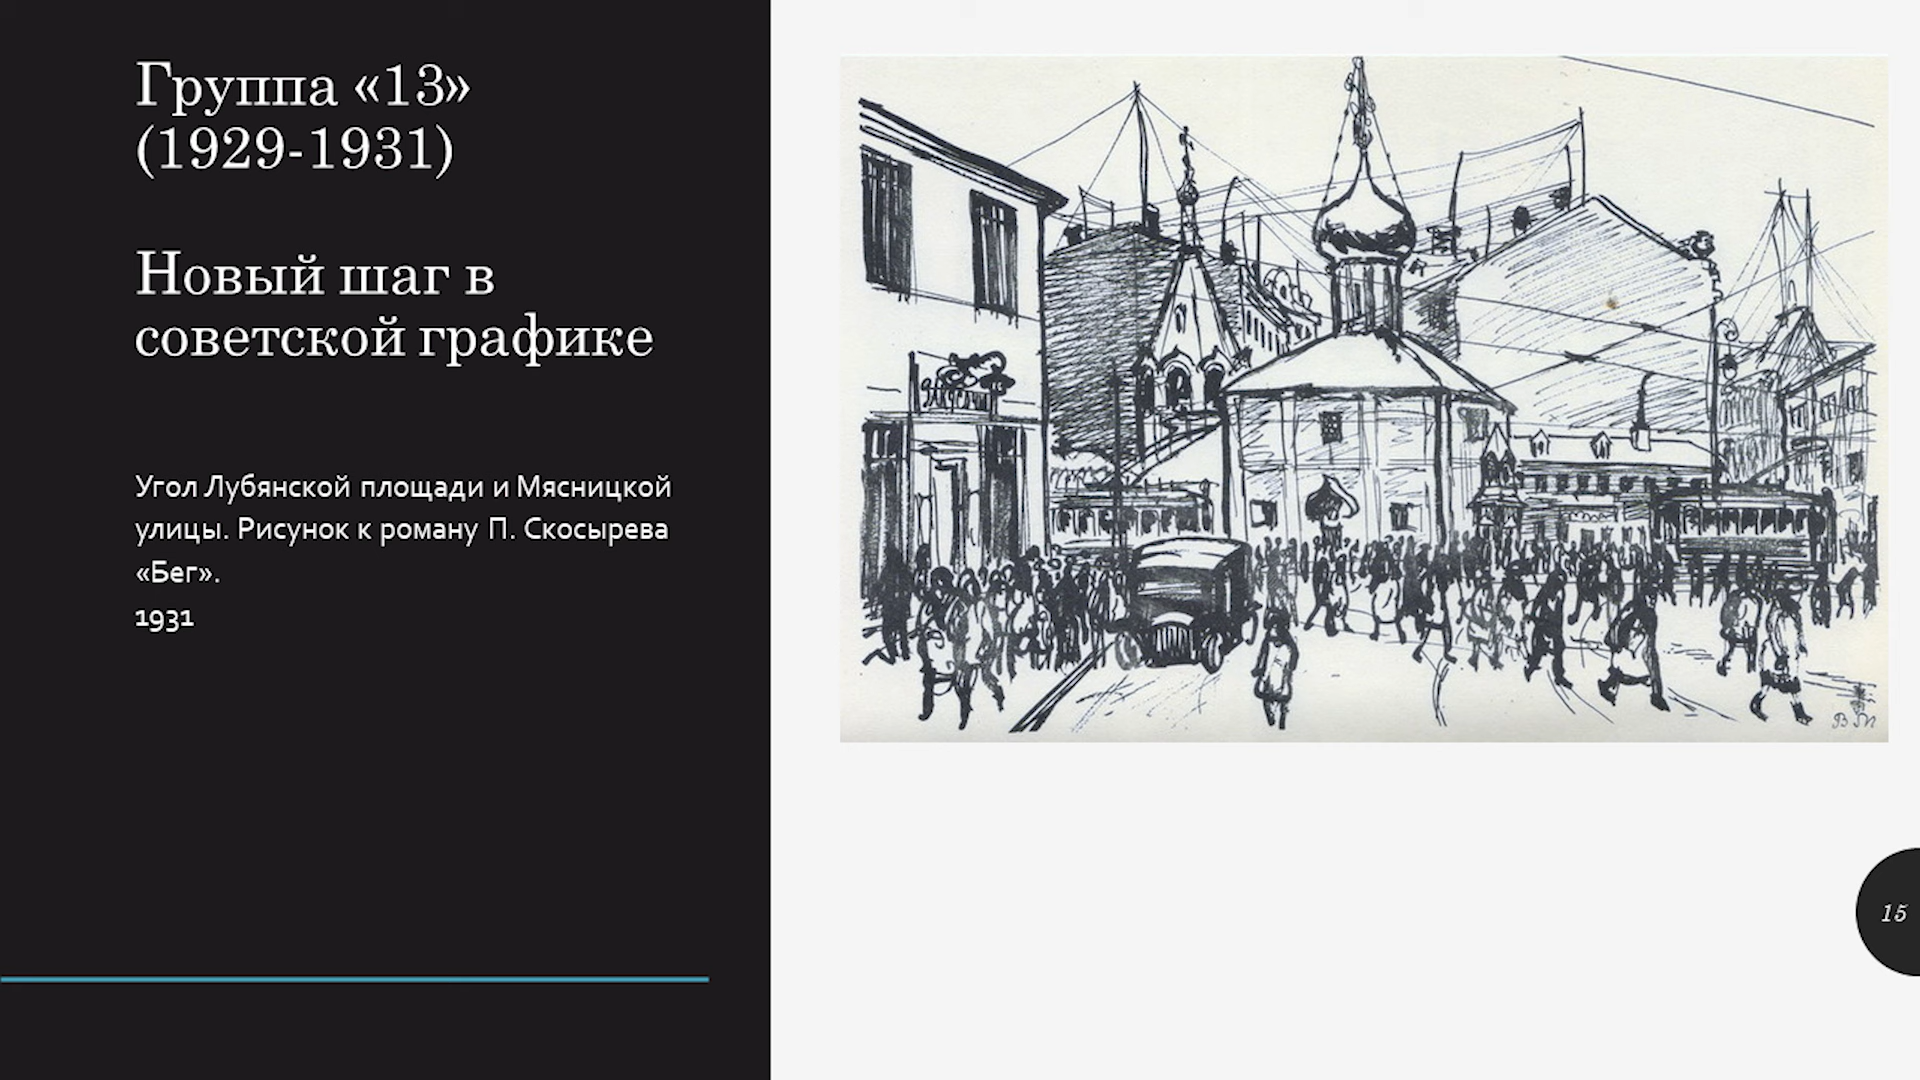 Группа «13»
(1929-1931)
Новый шаг в
советской графике
Угол Лубянской площади и Мясницкой
улицы. Рисунок к роману П. Скосырева
«Бег».
1931
15